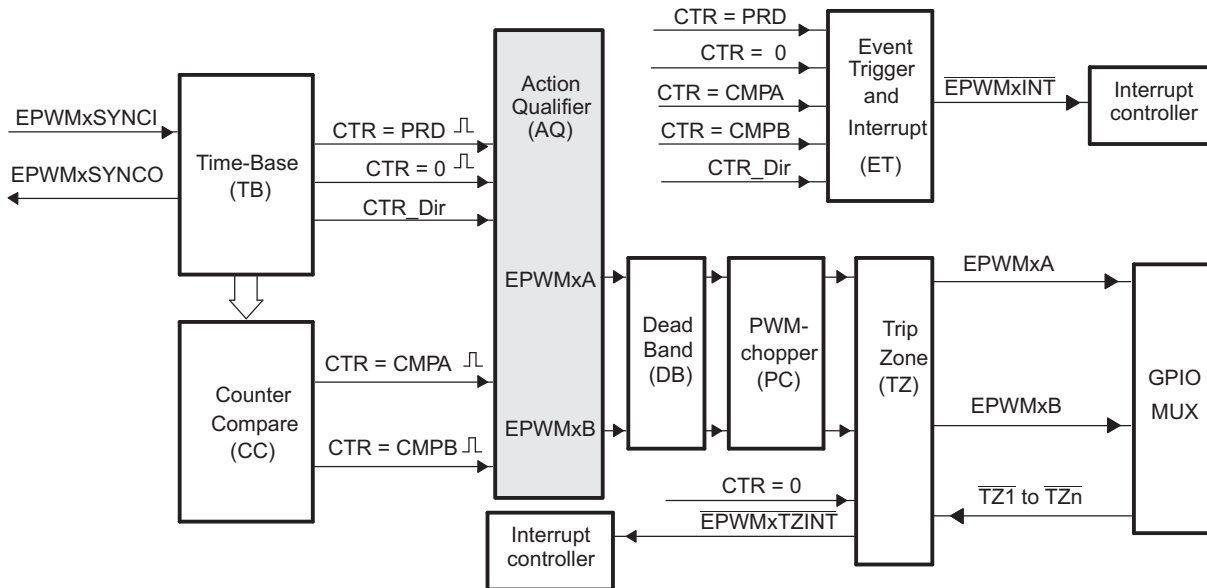 EPWMxSYNCI
EPWMxSYNCO
Time-Base
(TB)
CTR = PRD
CTR = 0
CTR_Dir
Counter
Compare
(CC)
CTR = CMPA
CTR = CMPB
Action
Qualifier
(AQ)
EPWMxA
EPWMxB
CTR = PRD
CTR = 0
CTR = CMPA
CTR = CMPB
CTR_Dir
Event
Trigger
and
Interrupt
(ET)
EPWMxINT
Interrupt
controller
Dead
Band
(DB)
PWM-
chopper
(PC)
Trip
Zone
(TZ)
CTR = 0
EPWMxTZINT
Interrupt
controller
EPWMxA
EPWMxB
TZ1 to TZn
GPIO
MUX